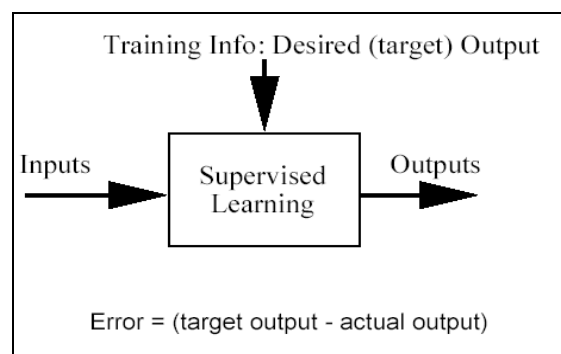 Training Info: Desired (target) Output
Inputs
Supervised
Learning
Outputs
Error = (target output - actual output)